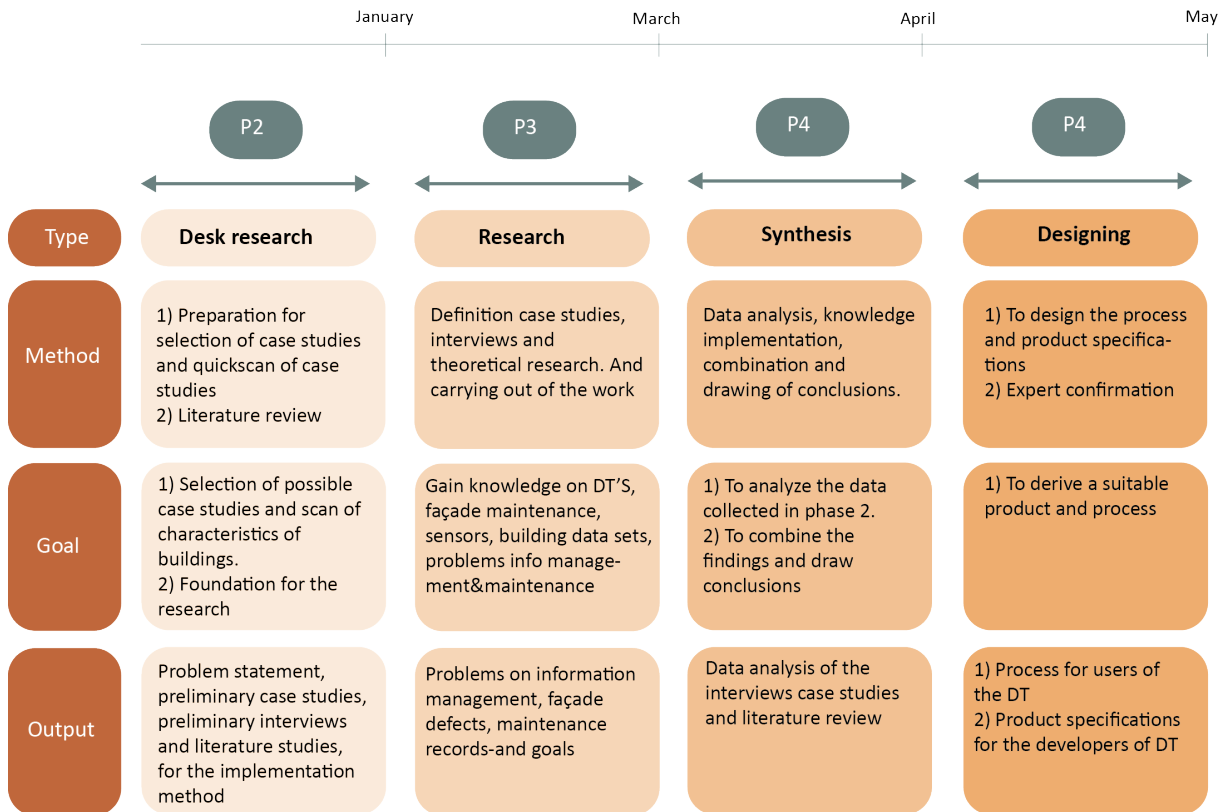 January
March
April
May
P2
P3
P4
P4
Type
Desk research
Research
Synthesis
Designing
Method
1) Preparation for
selection of case studies
and quickscan of case
studies
2) Literature review
Definition case studies,
interviews and
theoretical research. And
carrying out of the work
Data analysis, knowledge
implementation,
combination and
drawing of conclusions.
1) To design the process
and product specifica-
tions
2) Expert confirmation
Goal
1) Selection of possible
case studies and scan of
characteristics of
buildings.
2) Foundation for the
research
Gain knowledge on DT’S,
façade maintenance,
sensors, building data sets,
problems info manage-
ment&maintenance
1) To analyze the data
collected in phase 2.
2) To combine the
findings and draw
conclusions
1) To derive a suitable
product and process
Output
Problem statement,
preliminary case studies,
preliminary interviews
and literature studies,
for the implementation
method
Problems on information
management, façade
defects, maintenance
records-and goals
Data analysis of the
interviews case studies
and literature review
1) Process for users of
the DT
2) Product specifications
for the developers of DT